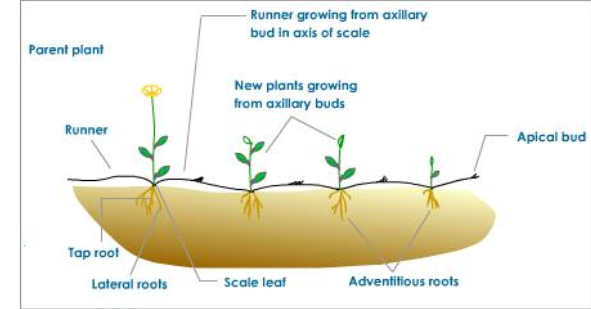 Runner growing from axillary
bud in axis of scale
Parent plant
New plants growing
from axillary buds
Runner
Apical bud
Tap root
Lateral roots
Scale leaf
Adventitious roots